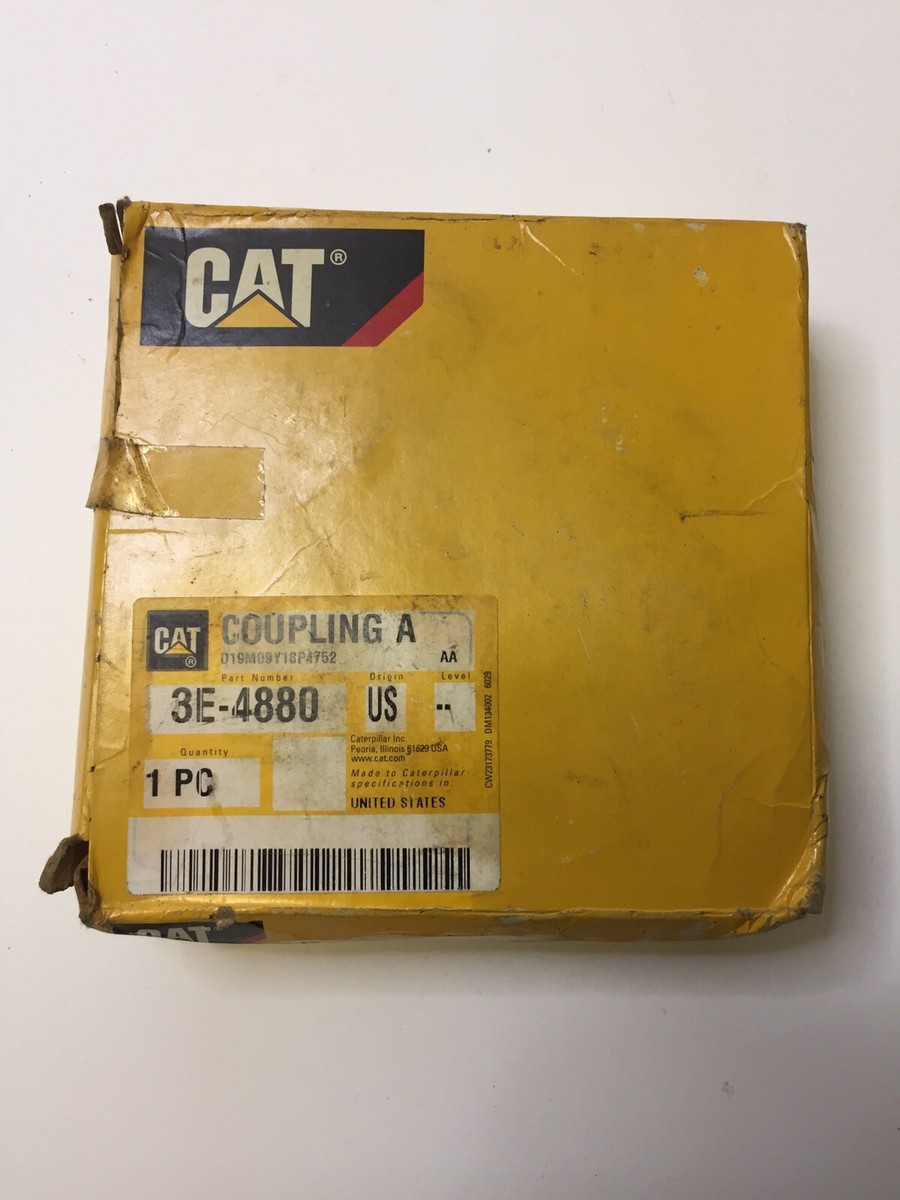 CAT®
CAT®
COUPLING A
D19M09Y18P4752
AA
Part Number
Origin
Level
3E-4880
US
--
Quantity
1 PC
Caterpillar Inc.
Peoria, Illinois 61629 USA
www.cat.com
Made to Caterpillar
specifications in:
UNITED STATES
CW23173779 DM134002 6029
CAT